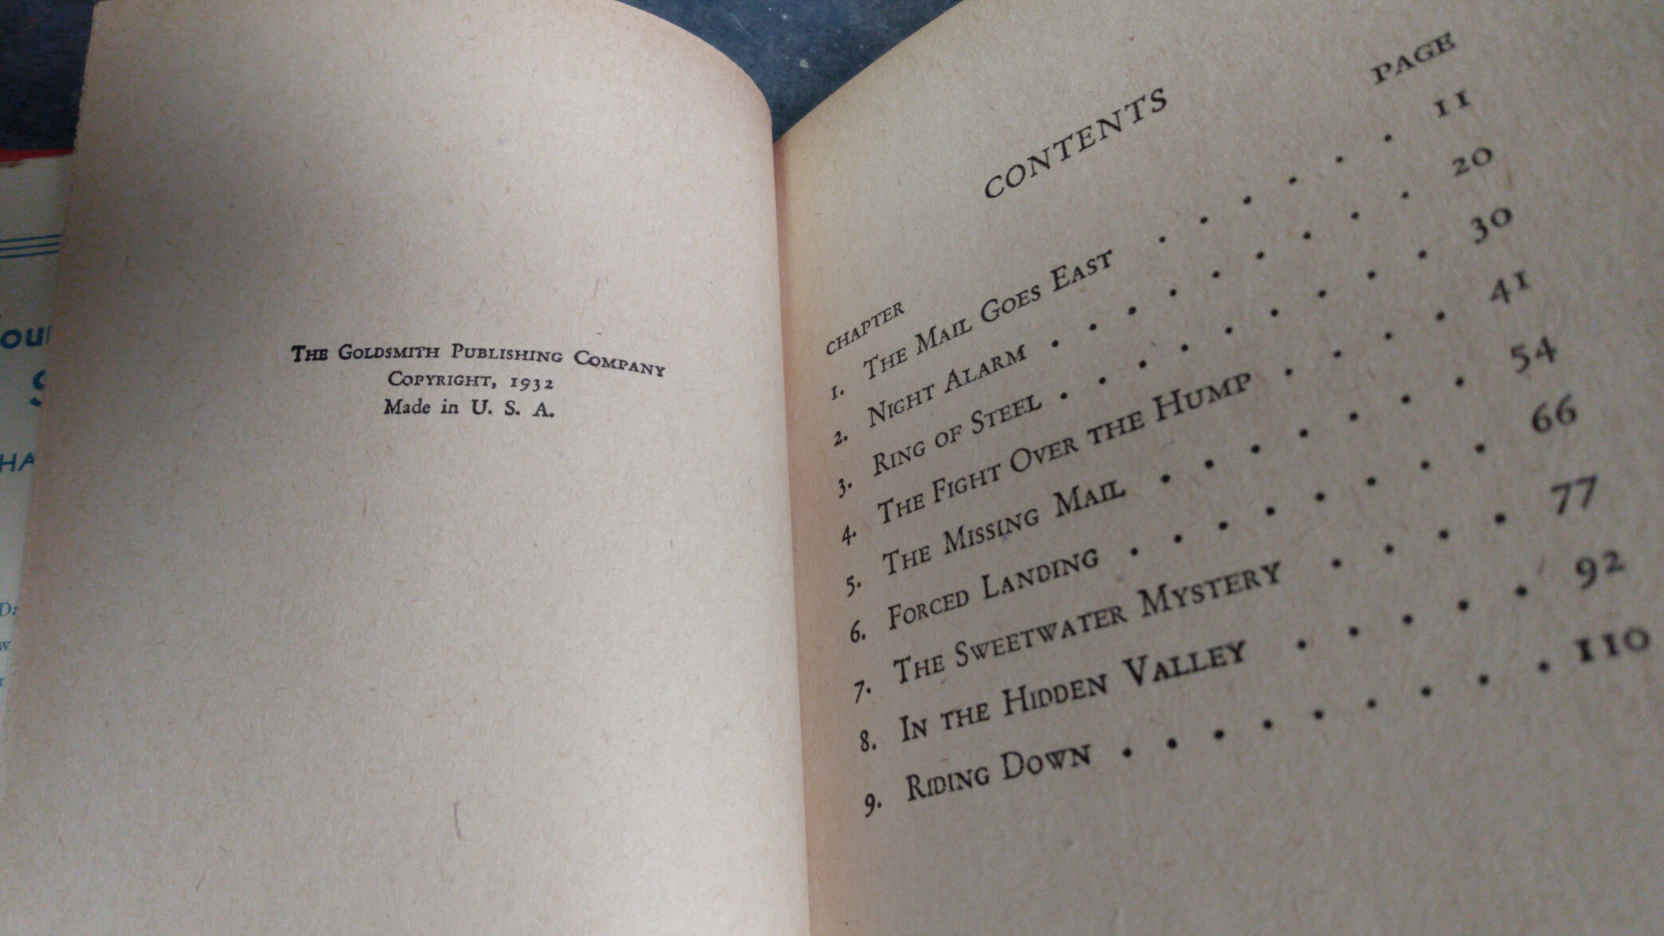 THE GOLDSMITH PUBLISHING COMPANY
COPYRIGHT, 1932
Made in U. S. A.
CONTENTS
CHAPTER PAGE
1. THE MAIL GOES EAST . . . . . . 11
2. NIGHT ALARM . . . . . . . . . 20
3. RING OF STEEL . . . . . . . . . 30
4. THE FIGHT OVER THE HUMP . . . . 41
5. THE MISSING MAIL . . . . . . . 54
6. FORCED LANDING . . . . . . . . 66
7. THE SWEETWATER MYSTERY . . . . 77
8. IN THE HIDDEN VALLEY . . . . . 92
9. RIDING DOWN . . . . . . . . . 110